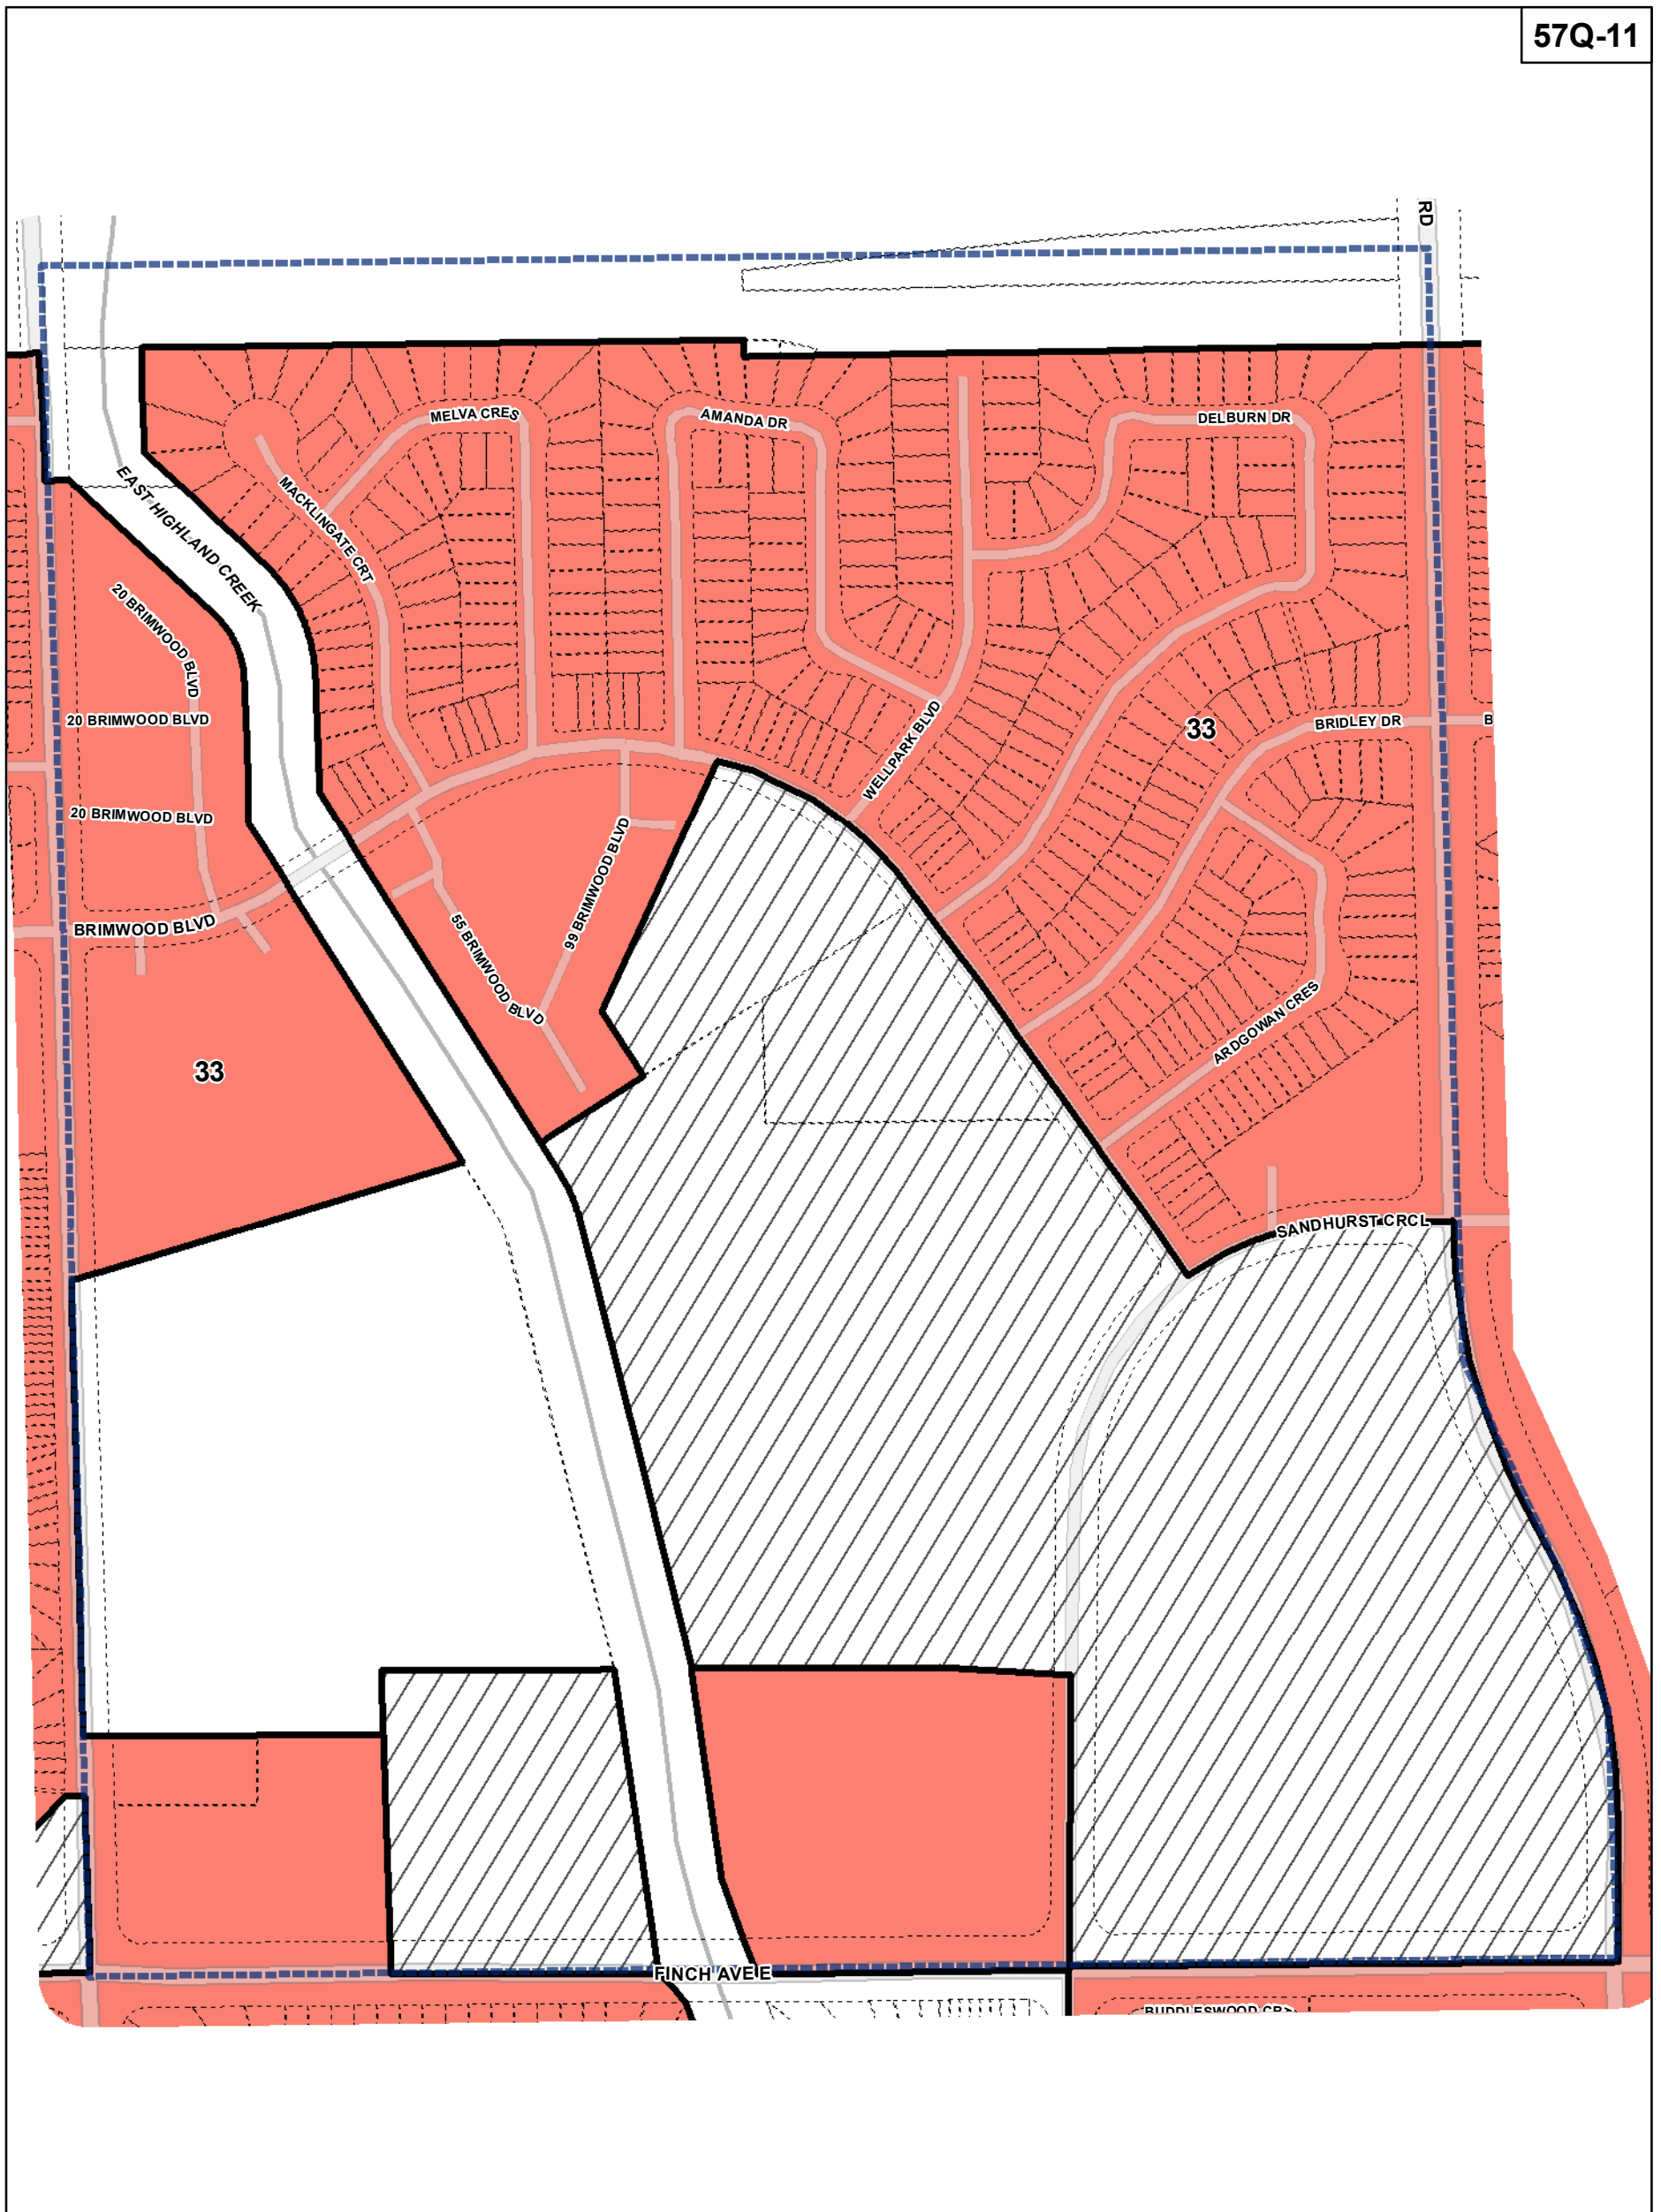 57Q-11
RD
MELVA CRES
AMANDA DR
DELBURN DR
EAST HIGHLAND CREEK
MACKLINGATE CRT
20 BRIMWOOD BLVD
20 BRIMWOOD BLVD
WELLPARK BLVD
33
BRIDLEY DR
B
20 BRIMWOOD BLVD
99 BRIMWOOD BLVD
BRIMWOOD BLVD
55 BRIMWOOD BLVD
ARDGOWAN CRES
33
SANDHURST CRCL
FINCH AVE E
BUDDLESWOOD